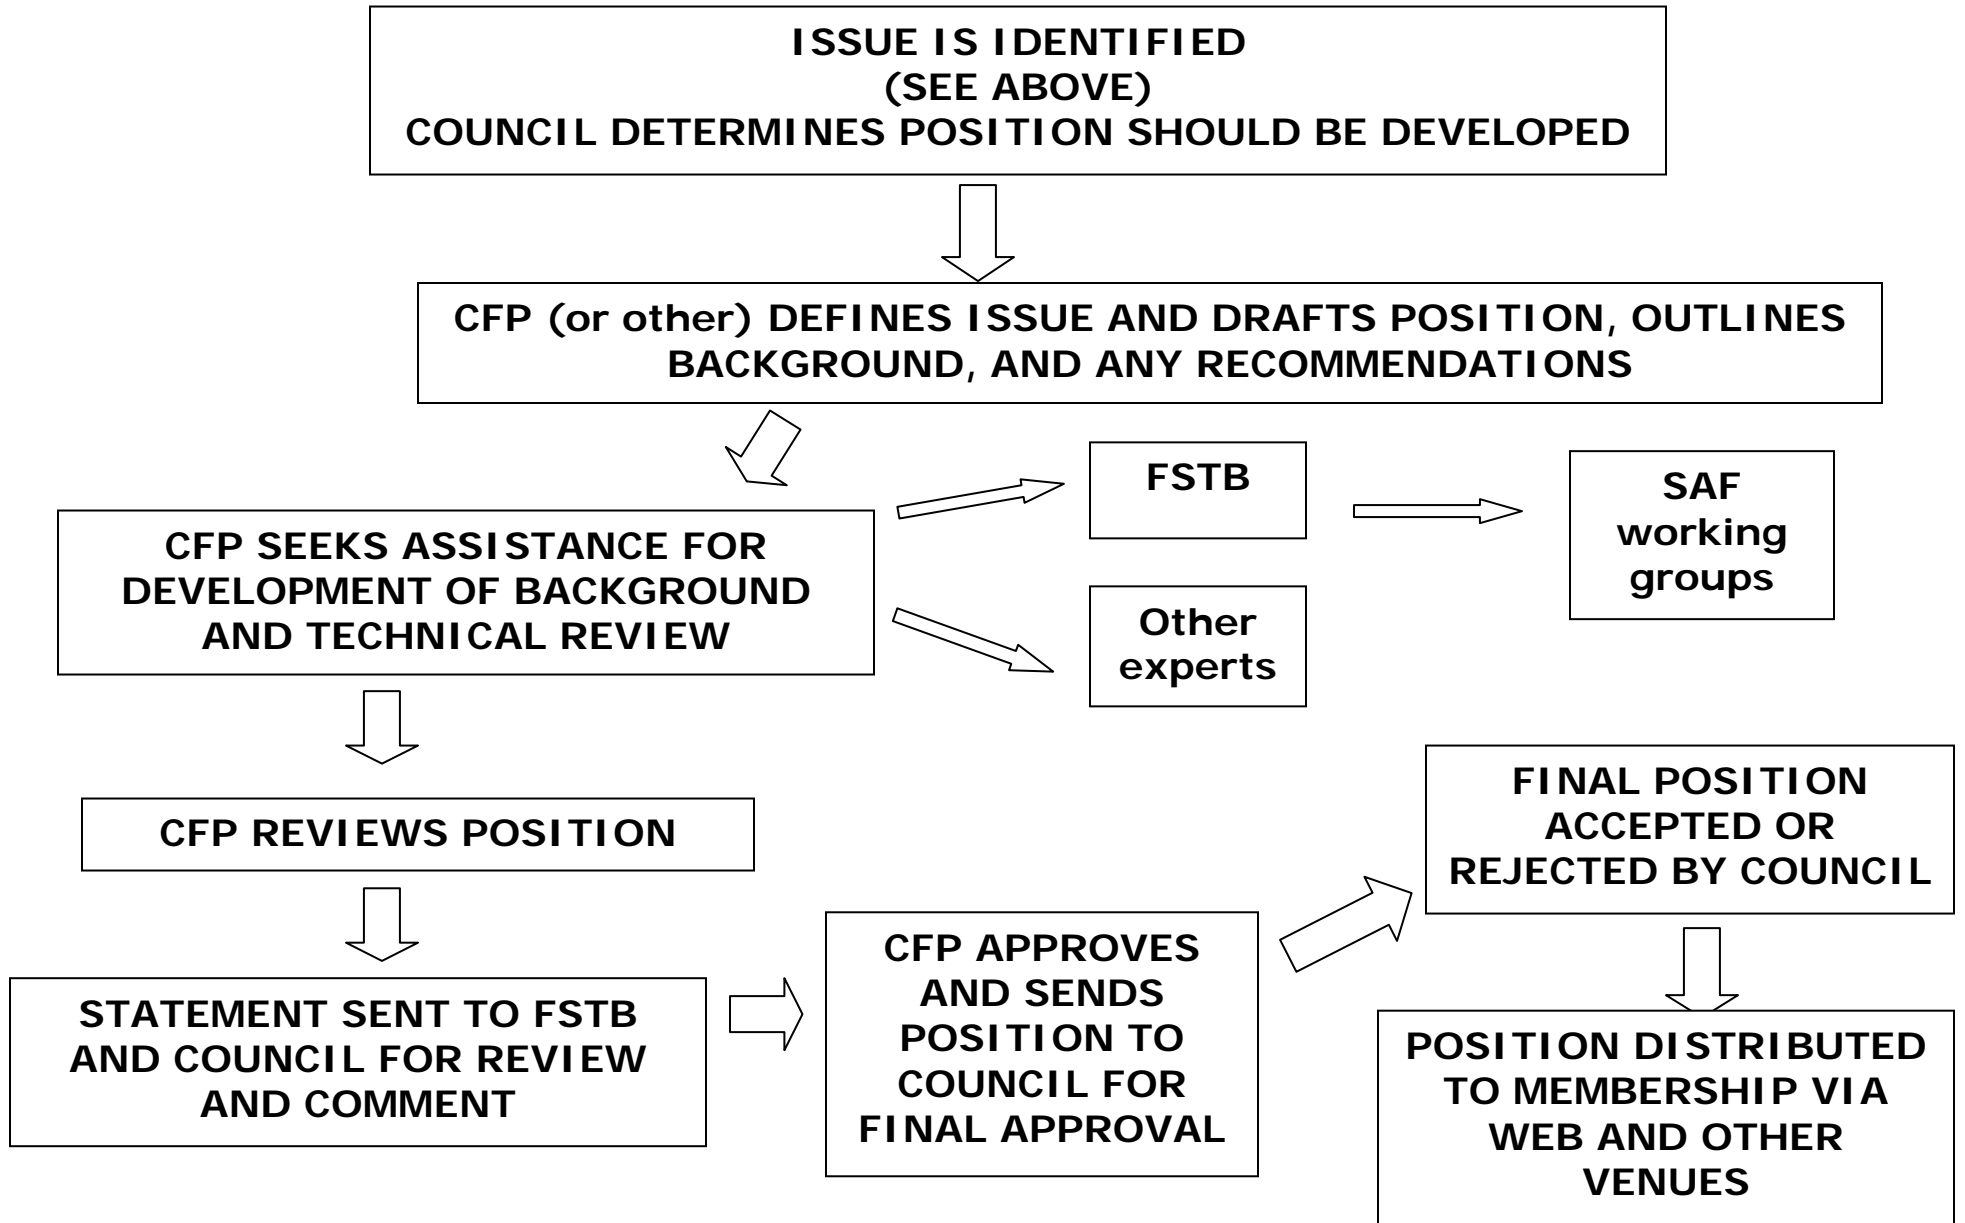 ISSUE IS IDENTIFIED
(SEE ABOVE)
COUNCIL DETERMINES POSITION SHOULD BE DEVELOPED
CFP (or other) DEFINES ISSUE AND DRAFTS POSITION, OUTLINES
BACKGROUND, AND ANY RECOMMENDATIONS
CFP SEEKS ASSISTANCE FOR
DEVELOPMENT OF BACKGROUND
AND TECHNICAL REVIEW
FSTB
SAF
working
groups
Other
experts
CFP REVIEWS POSITION
STATEMENT SENT TO FSTB
AND COUNCIL FOR REVIEW
AND COMMENT
CFP APPROVES
AND SENDS
POSITION TO
COUNCIL FOR
FINAL APPROVAL
FINAL POSITION
ACCEPTED OR
REJECTED BY COUNCIL
POSITION DISTRIBUTED
TO MEMBERSHIP VIA
WEB AND OTHER
VENUES